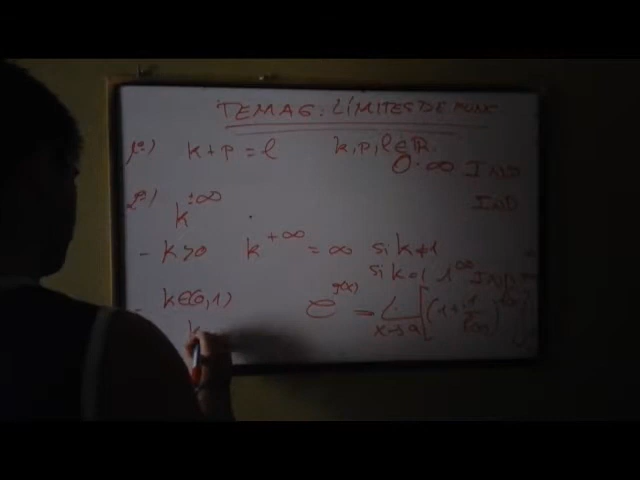 TEMA 6: LÍMITES DE FUNC
1º) k + p = l k, p, l ∈ ℝ.
0·∞ IND
2º) k^±∞ IND
- k>0 k^+∞ = ∞ si k≠1
si k=1 1^∞ IND
- k∈(0,1) e^g(x) = L x→a [(1+
k